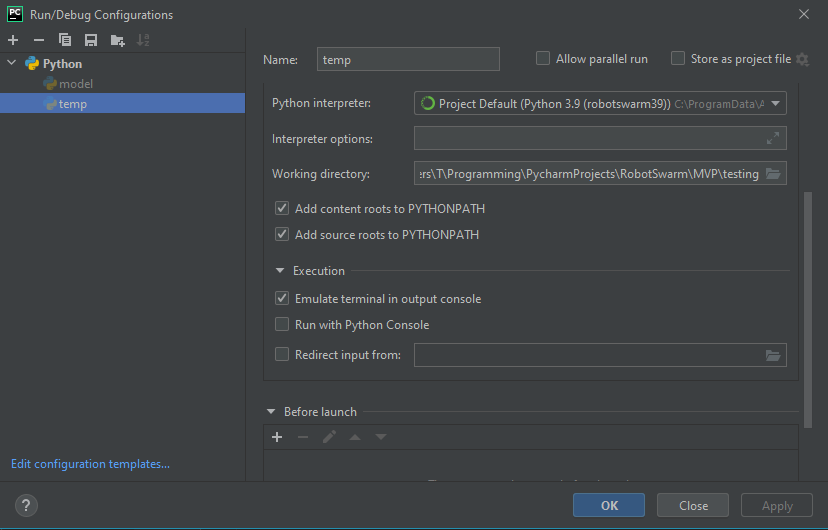 PC Run/Debug Configurations
Python
model
temp
Edit configuration templates...
Name: temp Allow parallel run Store as project file
Python interpreter: Project Default (Python 3.9 (robotswarm39)) C:\ProgramData\A
Interpreter options:
Working directory: ers\T\Programming\PycharmProjects\RobotSwarm\MVP\testing
Add content roots to PYTHONPATH
Add source roots to PYTHONPATH
Execution
Emulate terminal in output console
Run with Python Console
Redirect input from:
Before launch
? OK Close Apply